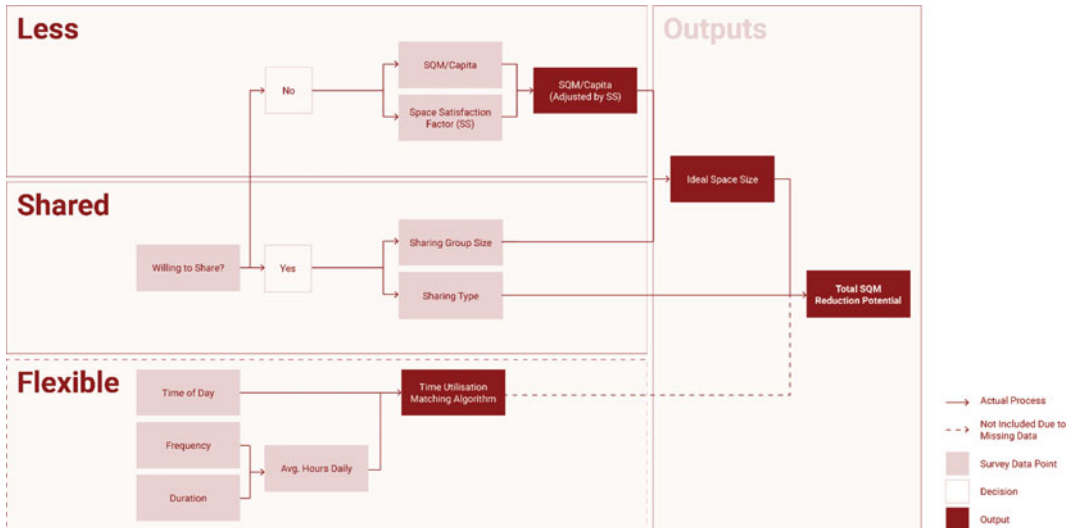 Less
No
SQM/Capita
Space Satisfaction
Factor (SS)
SQM/Capita
(Adjusted by SS)
Outputs
Ideal Space Size
Total SQM
Reduction Potential
Shared
Willing to Share?
Yes
Sharing Group Size
Sharing Type
Flexible
Time of Day
Frequency
Duration
Avg. Hours Daily
Time Utilisation
Matching Algorithm
Actual Process
Not Included Due to
Missing Data
Survey Data Point
Decision
Output